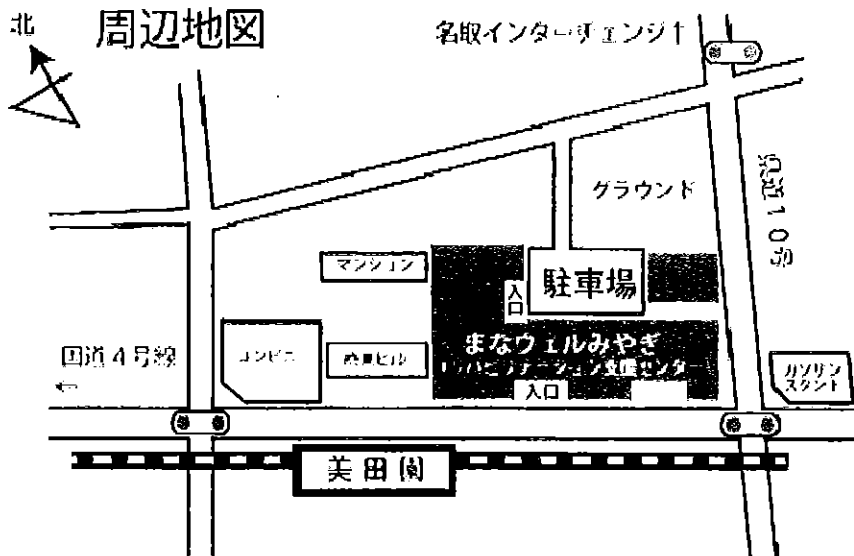 北
周辺地図
名取インターチェンジ↑
県道10号
グラウンド
マンション
駐車場
入口
国道4号線
←
コンビニ
ビル
まなウェルみやぎ
リハビリテーション支援センター
入口
ガソリン
スタンド
美田園